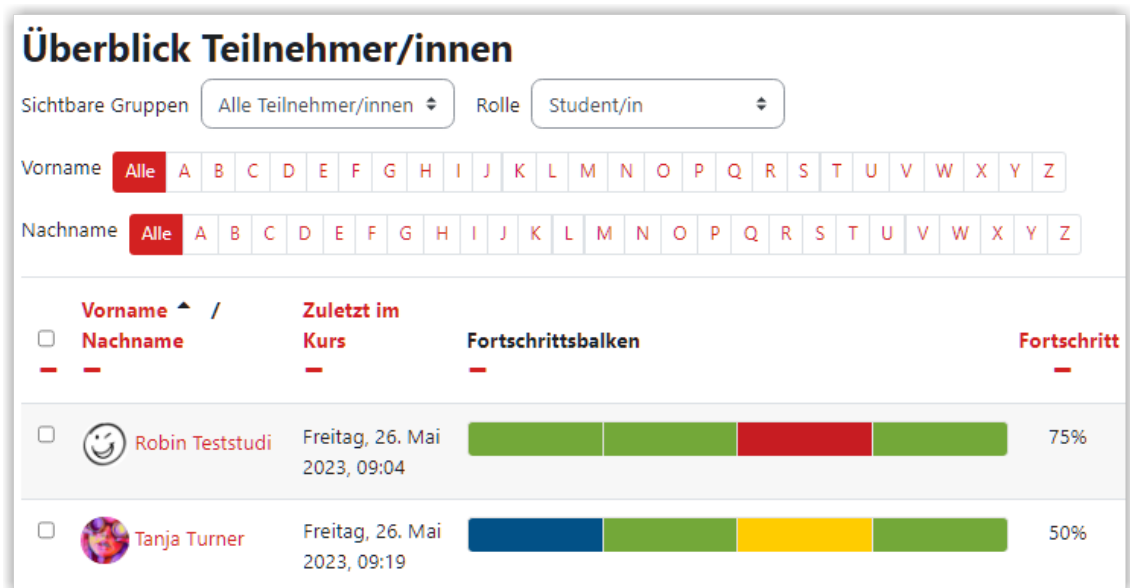 Überblick Teilnehmer/innen
Sichtbare Gruppen Alle Teilnehmer/innen Rolle Student/in
Vorname Alle A B C D E F G H I J K L M N O P Q R S T U V W X Y Z
Nachname Alle A B C D E F G H I J K L M N O P Q R S T U V W X Y Z
Vorname / Zuletzt im
Nachname Kurs Fortschrittsbalken Fortschritt
Robin Teststudi Freitag, 26. Mai 75%
2023, 09:04
Tanja Turner Freitag, 26. Mai 50%
2023, 09:19